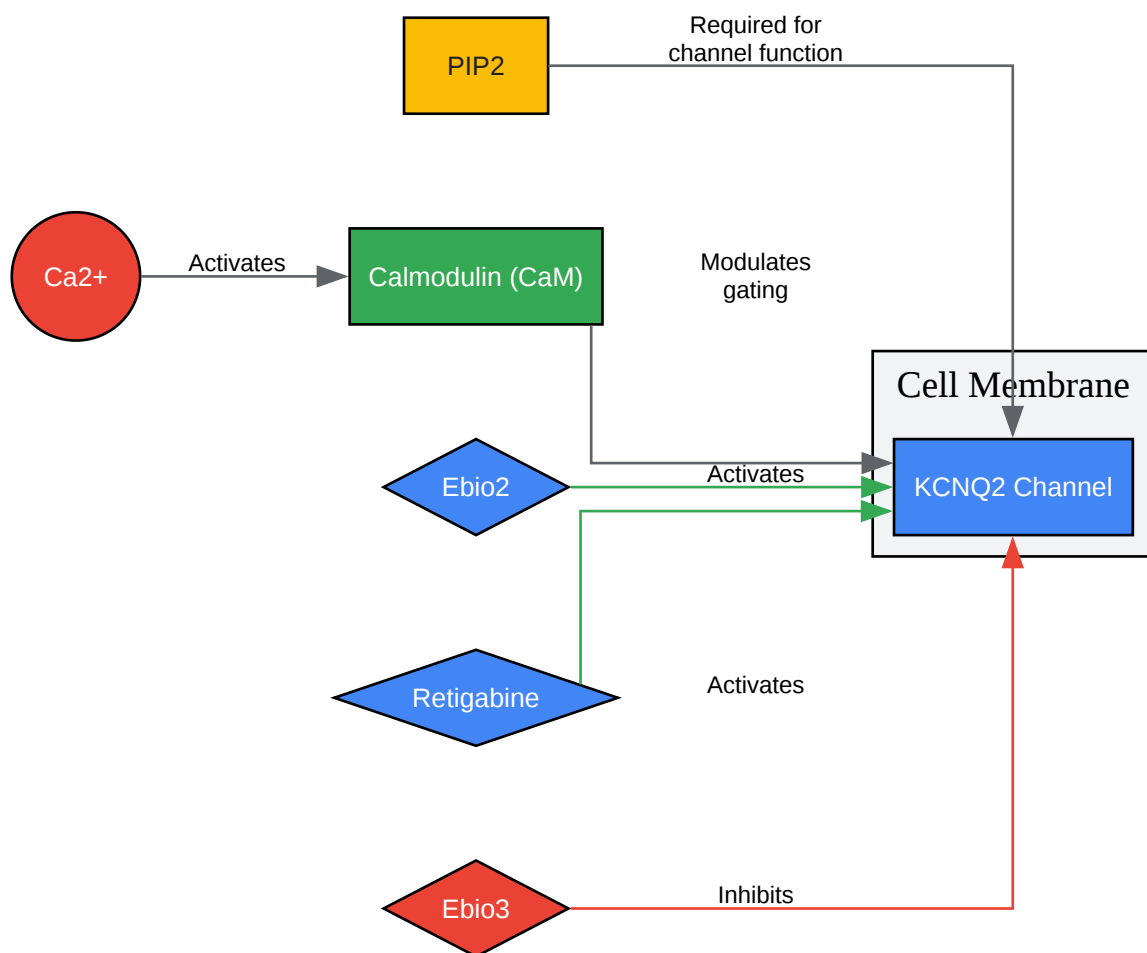 Required for
channel function
PIP2
Ca2+
Activates
Calmodulin (CaM)
Modulates
gating
Cell Membrane
Ebio2
Activates
KCNQ2 Channel
Retigabine
Activates
Ebio3
Inhibits